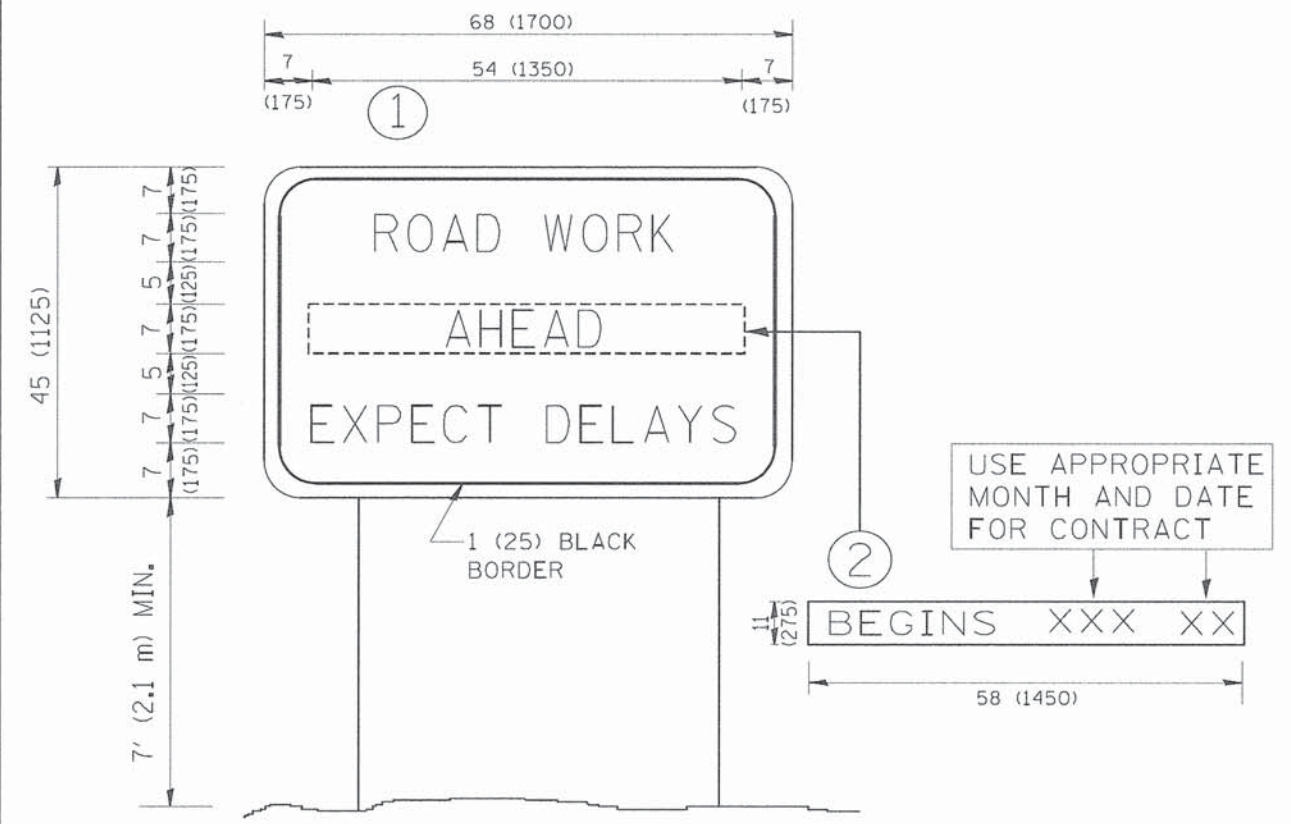 68 (1700)
7 54 (1350) 7
(175) (175)
1
7 (175)
7 (175)
5 (125)
7 (175)
5 (125)
7 (175)
7 (175)
45 (1125)
ROAD WORK
AHEAD
EXPECT DELAYS
1 (25) BLACK
BORDER
7' (2.1 m) MIN.
USE APPROPRIATE
MONTH AND DATE
FOR CONTRACT
2
11
(275)
BEGINS XXX XX
58 (1450)